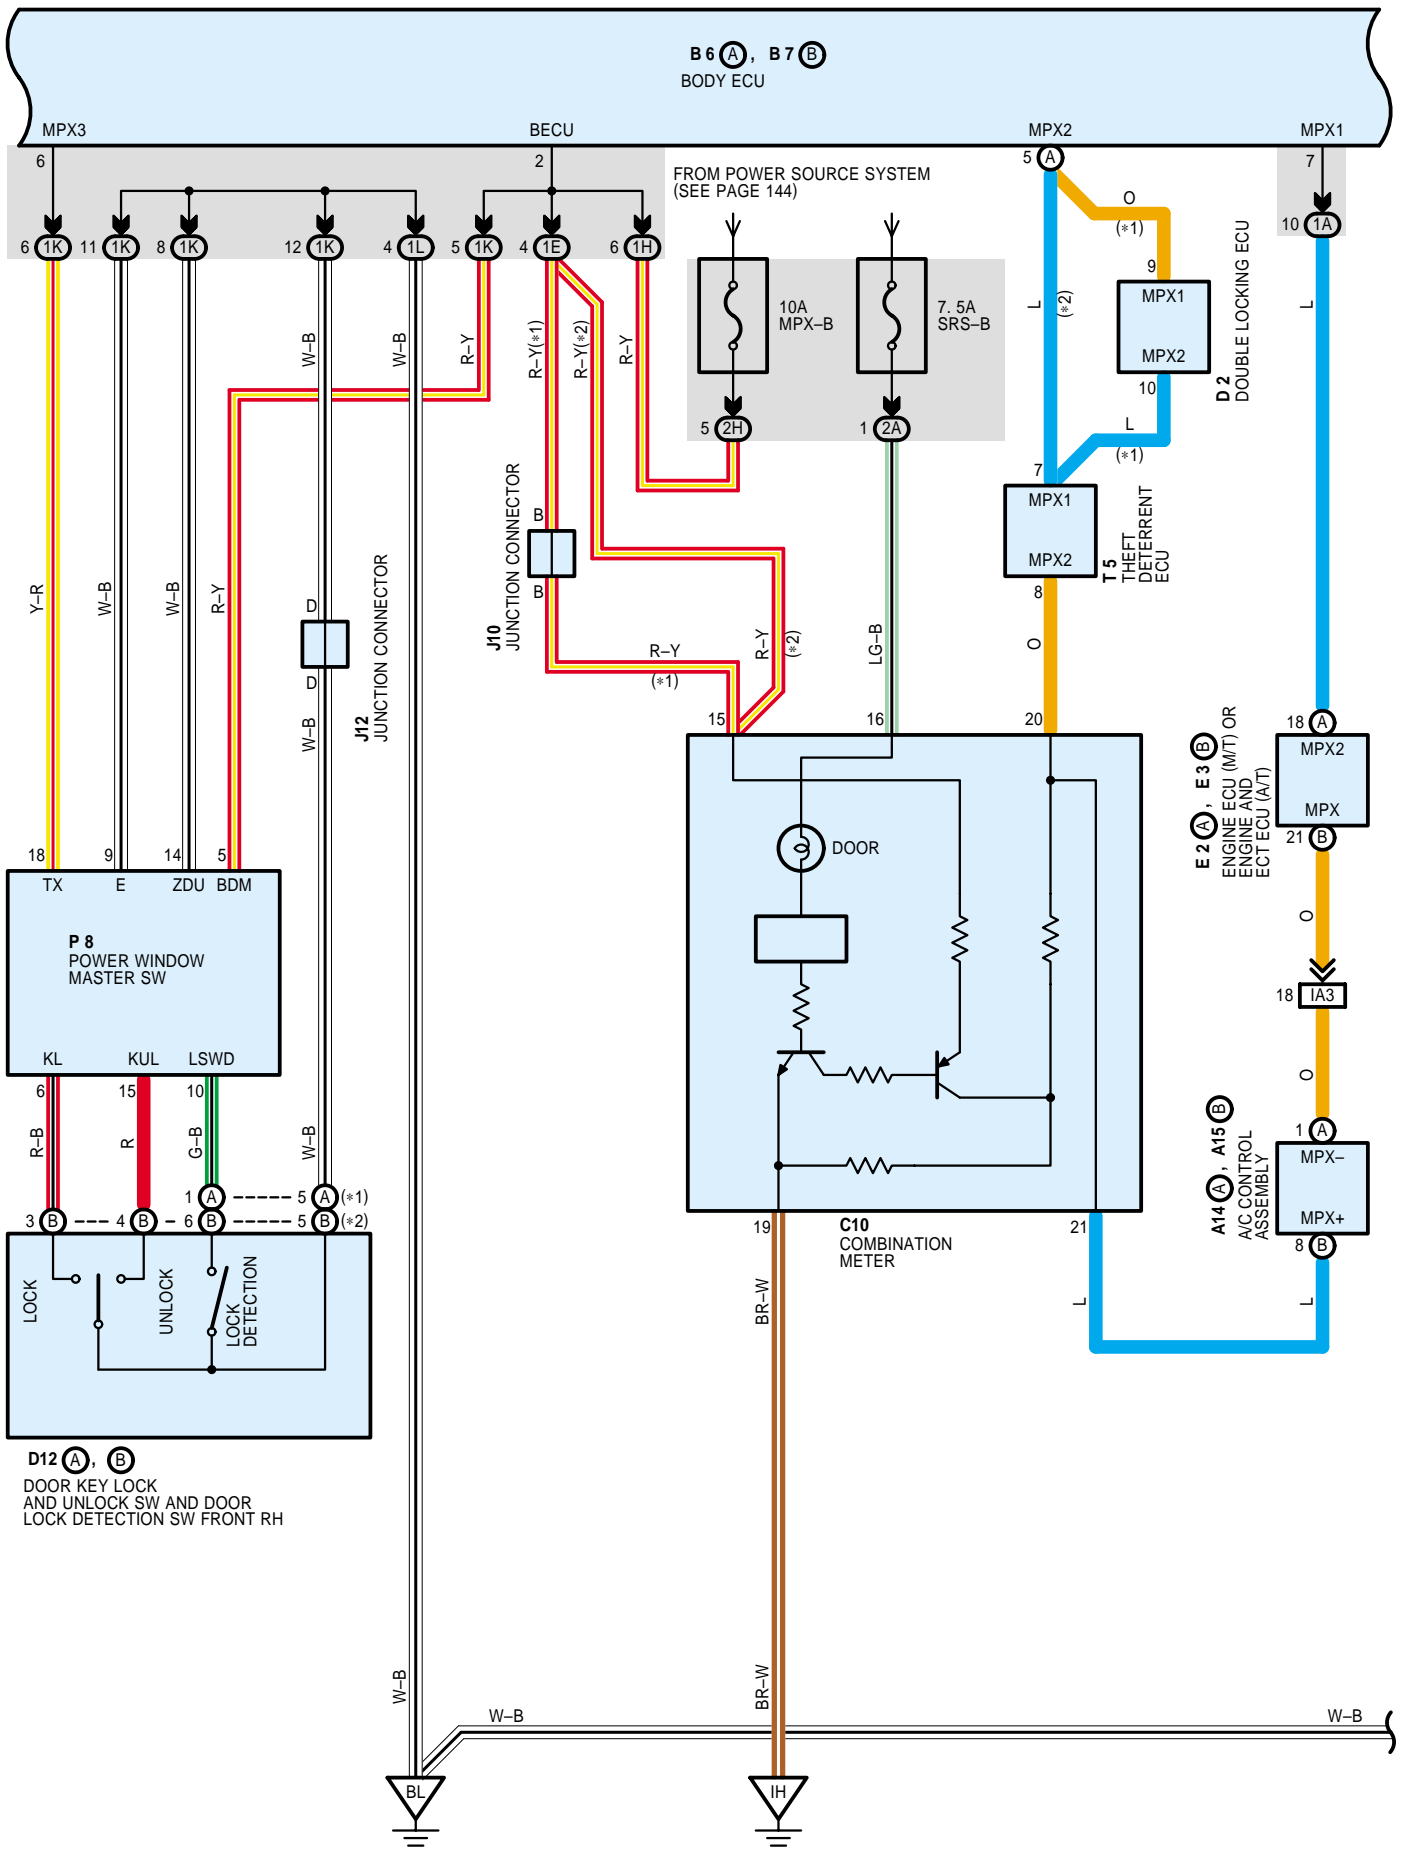 B 6 A , B 7 B
BODY ECU
MPX3
BECU
MPX2
MPX1
6
2
5 A
7
FROM POWER SOURCE SYSTEM
(SEE PAGE 144)
6 1K
11 1K
8 1K
12 1K
4 1L
5 1K
4 1E
6 1H
10 1A
O
(*1)
9
MPX1
MPX2
10
D 2
DOUBLE LOCKING ECU
10A
MPX–B
7. 5A
SRS–B
L
(*2)
L
W–B
W–B
R–Y
R–Y(*1)
R–Y(*2)
R–Y
5 2H
1 2A
L
(*1)
7
MPX1
MPX2
8
T 5
THEFT
DETERRENT
ECU
B
B
J10
JUNCTION CONNECTOR
Y–R
W–B
W–B
R–Y
D
D
J12
JUNCTION CONNECTOR
W–B
R–Y
(*1)
R–Y
(*2)
LG–B
O
15
16
20
18 A
MPX2
MPX
21 B
E 2 A , E 3 B
ENGINE ECU (M/T) OR
ENGINE AND
ECT ECU (A/T)
18
9
14
5
TX
E
ZDU
BDM
P 8
POWER WINDOW
MASTER SW
KL
KUL
LSWD
6
15
10
DOOR
O
18 IA3
O
R–B
R
G–B
W–B
1 A
5 A (*1)
3 B
4 B
6 B
5 B (*2)
1 A
MPX–
MPX+
8 B
A14 A , A15 B
A/C CONTROL
ASSEMBLY
LOCK
UNLOCK
LOCK
DETECTION
19
C10
COMBINATION
METER
21
BR–W
L
L
D12 A , B
DOOR KEY LOCK
AND UNLOCK SW AND DOOR
LOCK DETECTION SW FRONT RH
W–B
BR–W
W–B
W–B
BL
IH